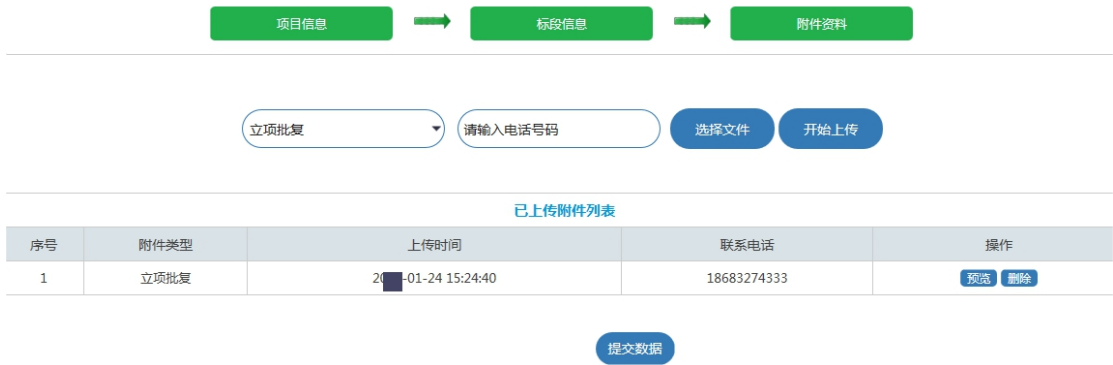 项目信息 标段信息 附件资料
立项批复 请输入电话号码 选择文件 开始上传
已上传附件列表
序号 附件类型 上传时间 联系电话 操作
1 立项批复 -01-24 15:24:40 18683274333 预览 删除
提交数据